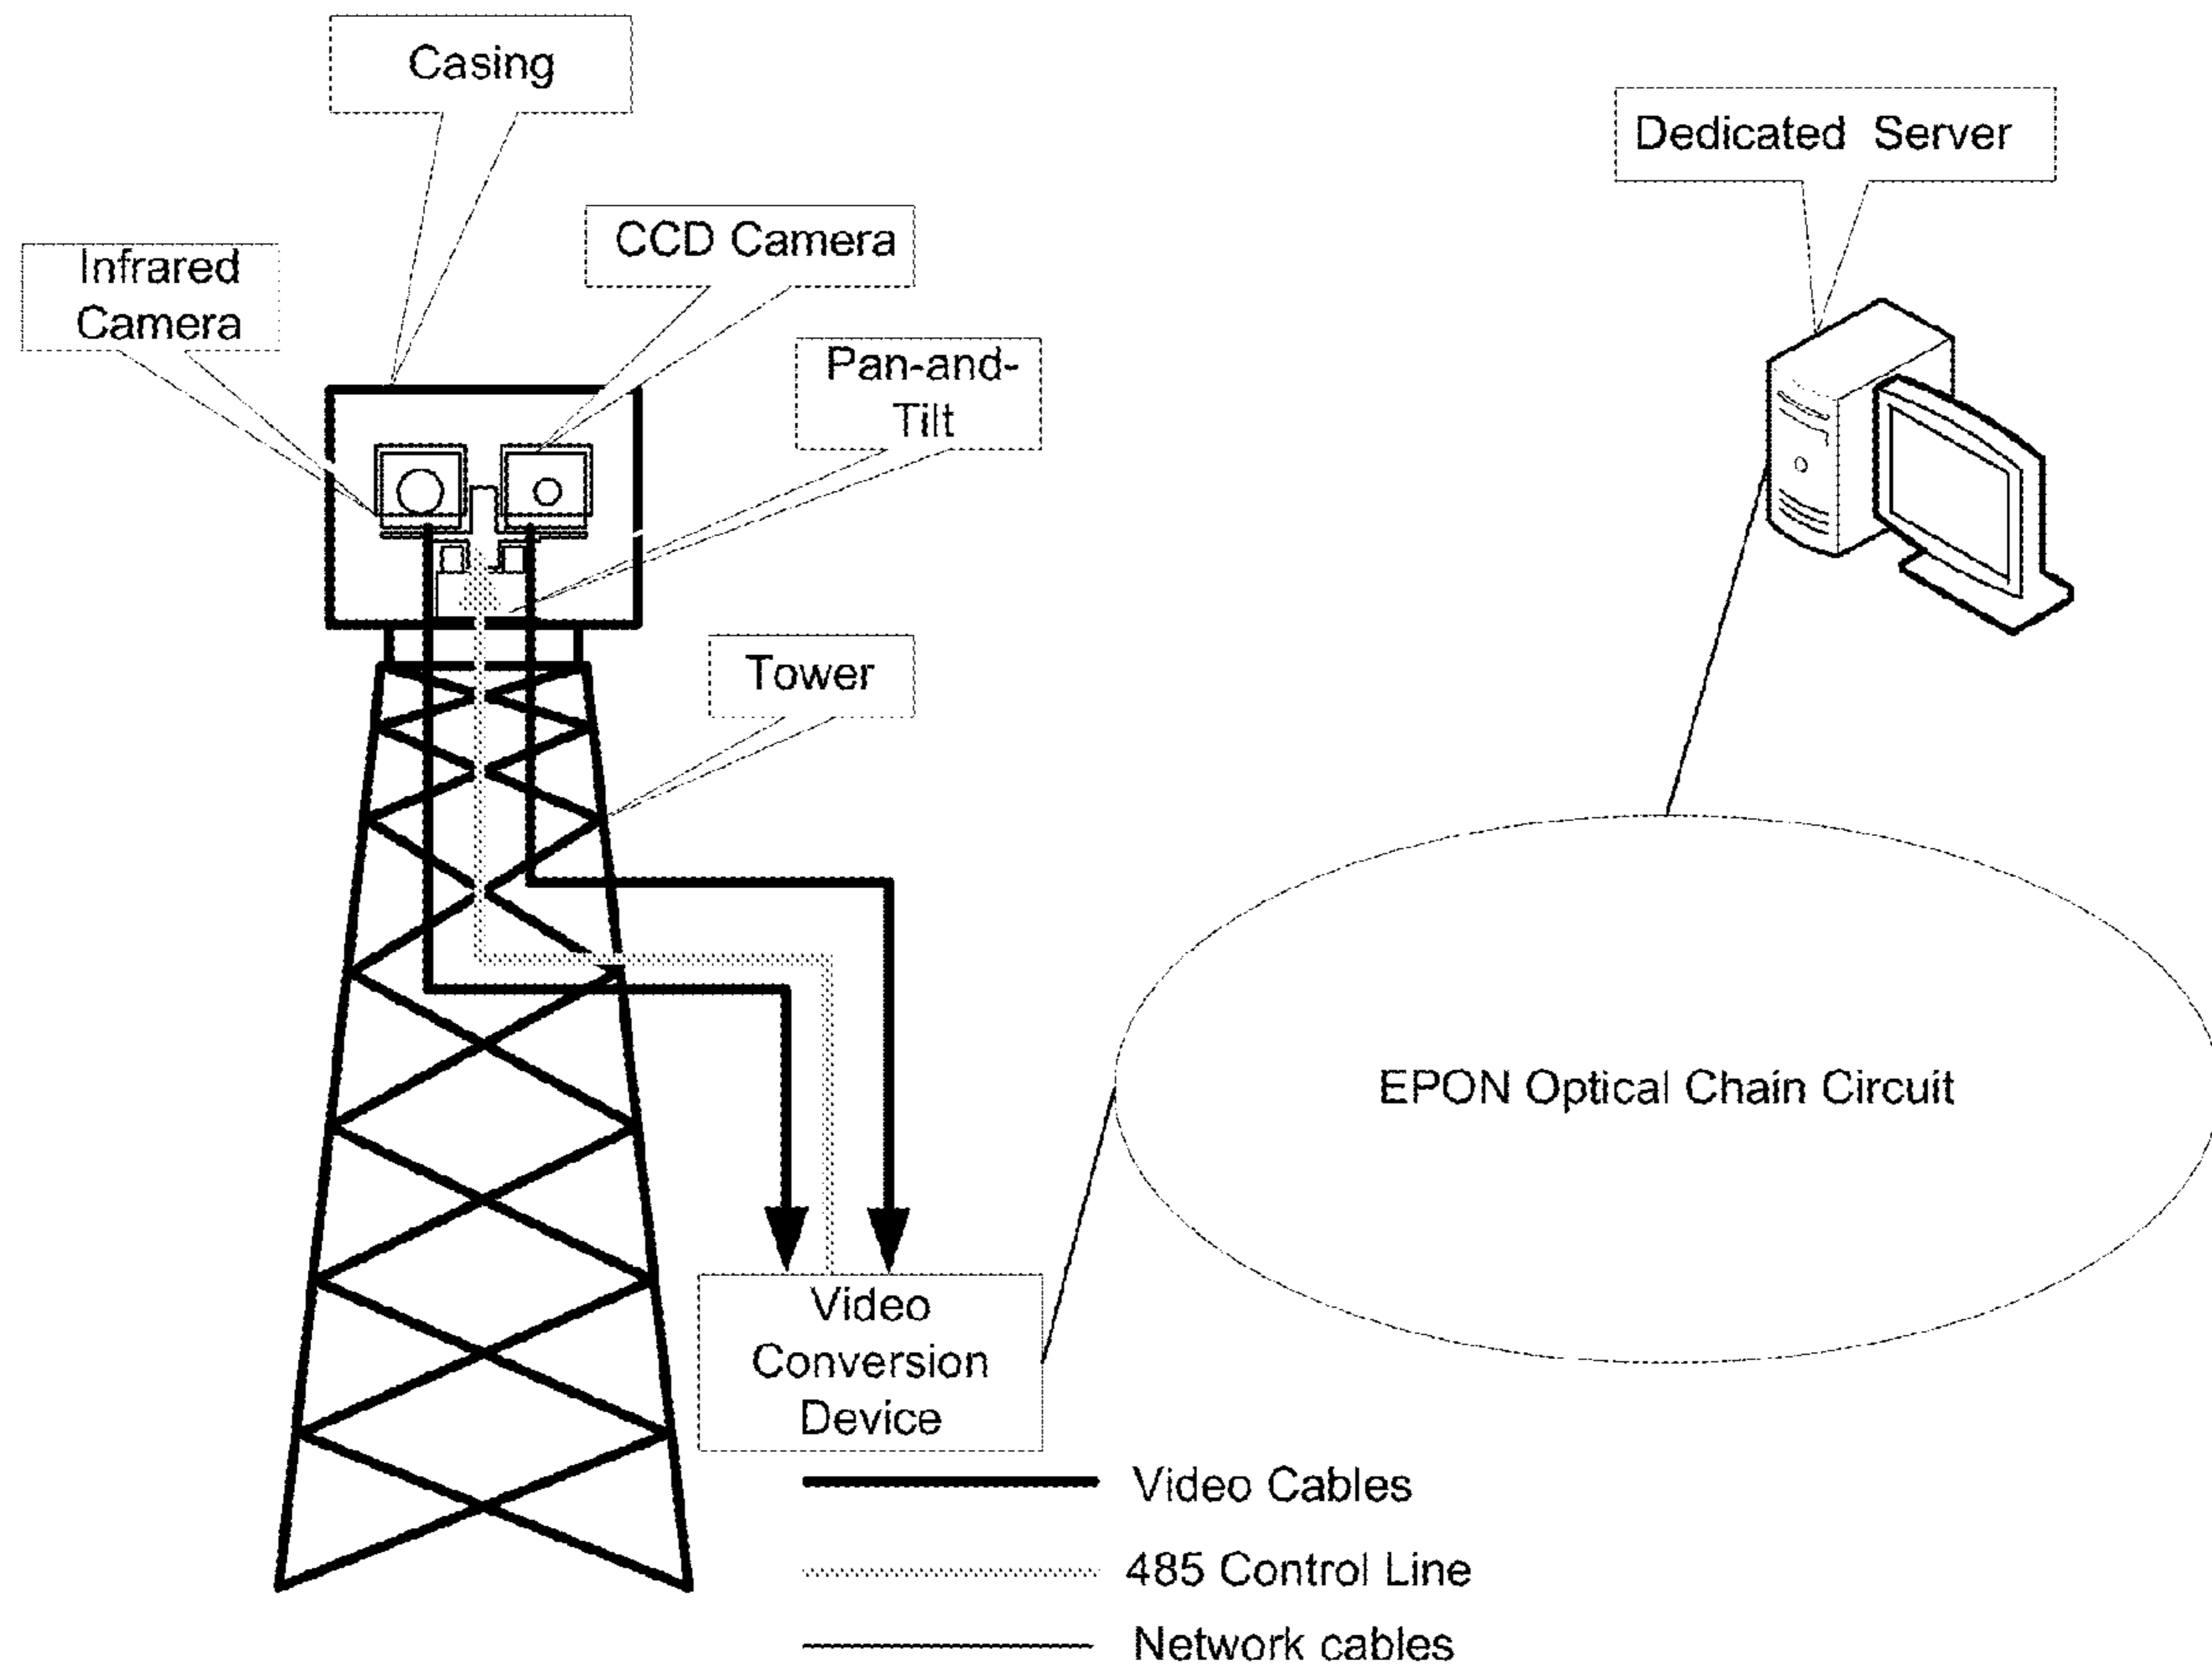 Casing
Dedicated Server
CCD Camera
Infrared
Camera
Pan-and-
Tilt
Tower
EPON Optical Chain Circuit
Video
Conversion
Device
Video Cables
485 Control Line
Network cables